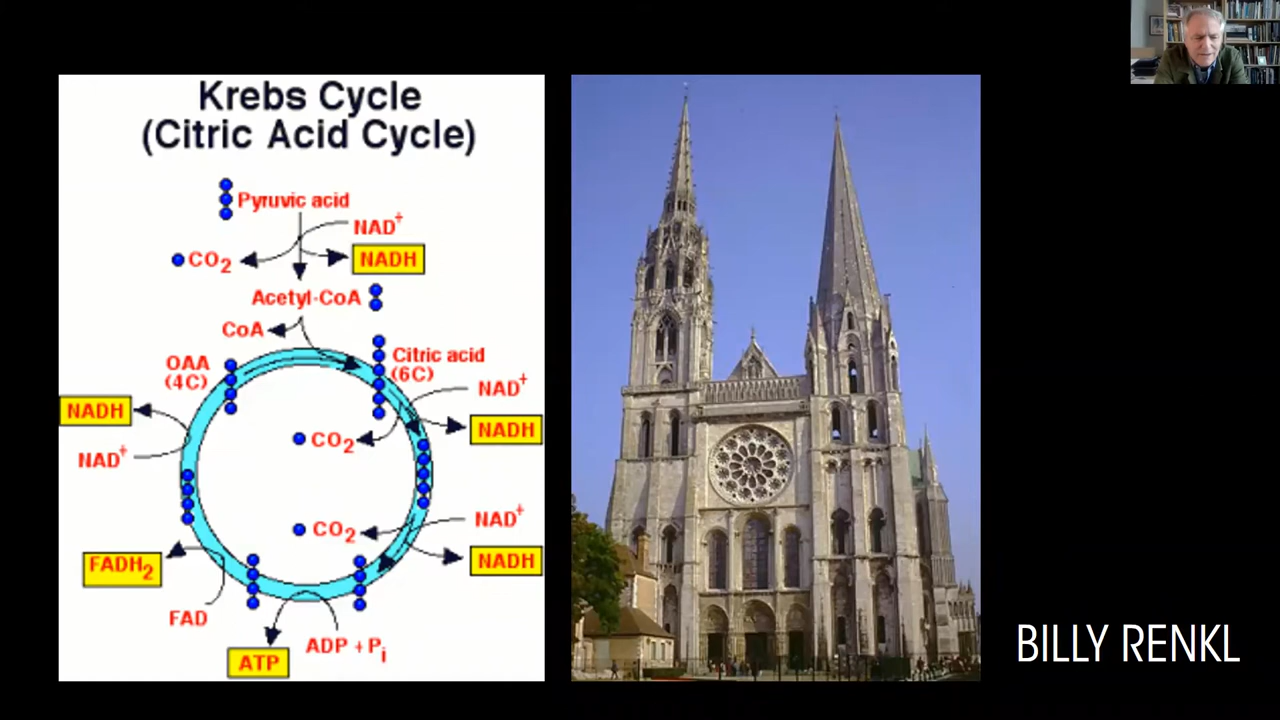 Krebs Cycle
(Citric Acid Cycle)
Pyruvic acid
NAD+
CO2
NADH
Acetyl-CoA
CoA
OAA
(4C)
Citric acid
(6C)
NAD+
NADH
NADH
CO2
NAD+
CO2
NAD+
NADH
FADH2
FAD
ADP + Pi
ATP
BILLY RENKL